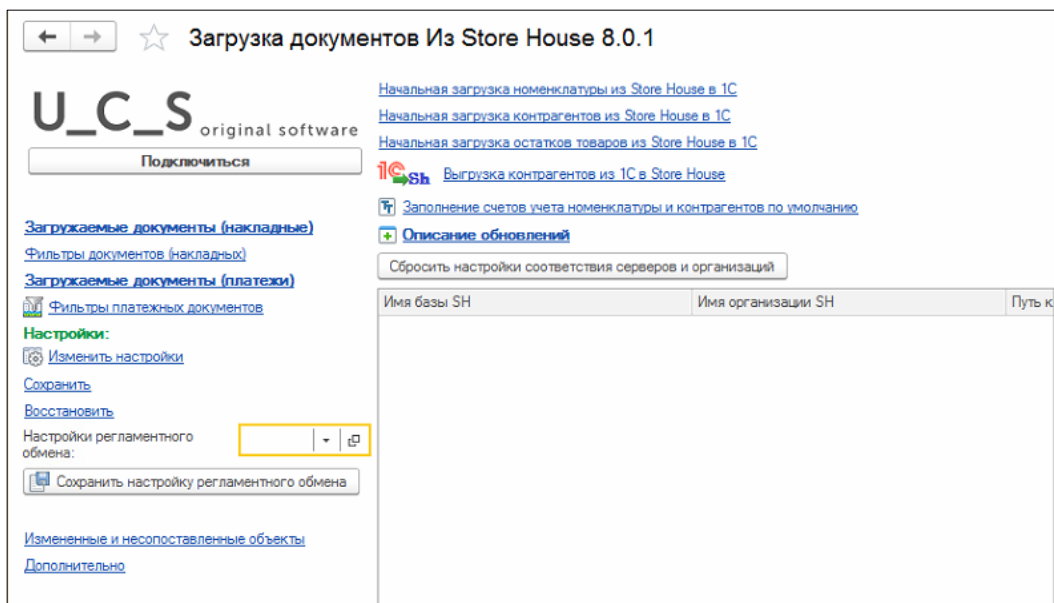 Загрузка документов Из Store House 8.0.1
U_C_S original software
Подключиться
Загружаемые документы (накладные)
Фильтры документов (накладных)
Загружаемые документы (платежи)
Фильтры платежных документов
Настройки:
Изменить настройки
Сохранить
Восстановить
Настройки регламентного
обмена:
Сохранить настройку регламентного обмена
Измененные и несопоставленные объекты
Дополнительно
Начальная загрузка номенклатуры из Store House в 1С
Начальная загрузка контрагентов из Store House в 1С
Начальная загрузка остатков товаров из Store House в 1С
1С Sh Выгрузка контрагентов из 1С в Store House
Тт Заполнение счетов учета номенклатуры и контрагентов по умолчанию
Описание обновлений
Сбросить настройки соответствия серверов и организаций
Имя базы SH Имя организации SH Путь к